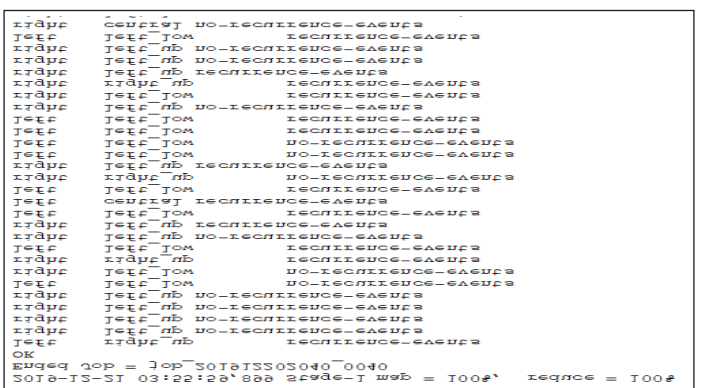 2019-12-21 Stage-1 map = 100%, reduce = 100%
Ended Job =
OK
left right_up recurrence-events
right left_up no-recurrence-events
right left_up no-recurrence-events
right left_up no-recurrence-events
right left_up no-recurrence-events
left left_low no-recurrence-events
right left_low no-recurrence-events
right right_up recurrence-events
left left_low recurrence-events
right left_up no-recurrence-events
right left_up recurrence-events
left left_low recurrence-events
left central recurrence-events
left left_low recurrence-events
right right_up no-recurrence-events
right left_up recurrence-events
left left_low no-recurrence-events
left left_low no-recurrence-events
left left_low recurrence-events
left left_low recurrence-events
right left_up no-recurrence-events
right left_low recurrence-events
right right_up recurrence-events
right left_up recurrence-events
right left_up no-recurrence-events
right left_up no-recurrence-events
left left_low recurrence-events
right central no-recurrence-events